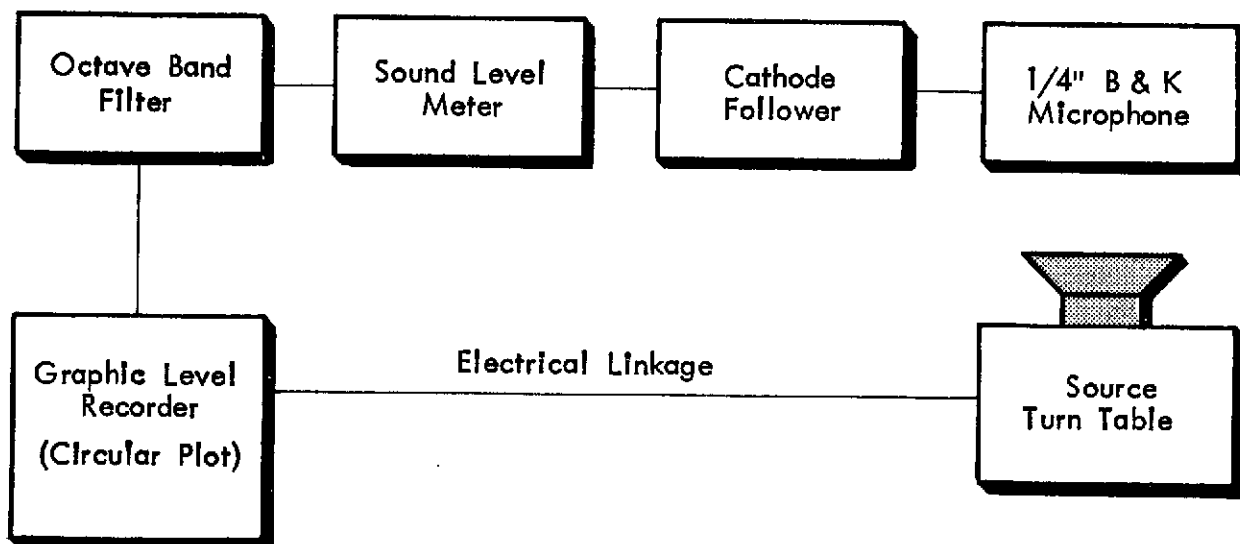 Octave Band
Filter
Sound Level
Meter
Cathode
Follower
1/4" B & K
Microphone
Graphic Level
Recorder
(Circular Plot)
Electrical Linkage
Source
Turn Table